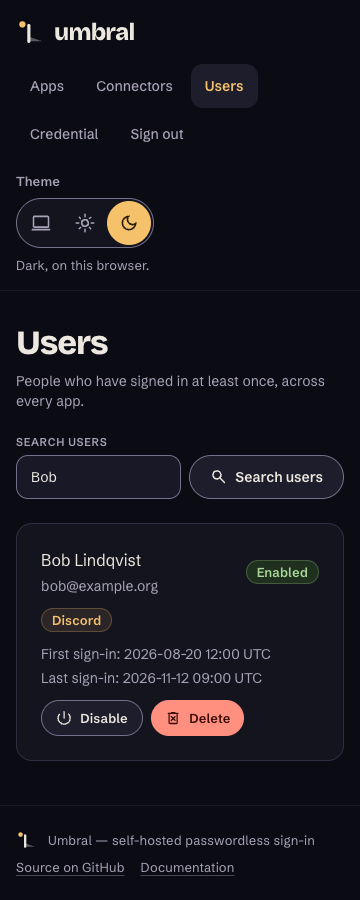 umbral
Apps Connectors Users
Credential Sign out
Theme
Dark, on this browser.
Users
People who have signed in at least once, across
every app.
SEARCH USERS
Bob Search users
Bob Lindqvist
Enabled
bob@example.org
Discord
First sign-in: 2026-08-20 12:00 UTC
Last sign-in: 2026-11-12 09:00 UTC
Disable Delete
Umbral — self-hosted passwordless sign-in
Source on GitHub Documentation